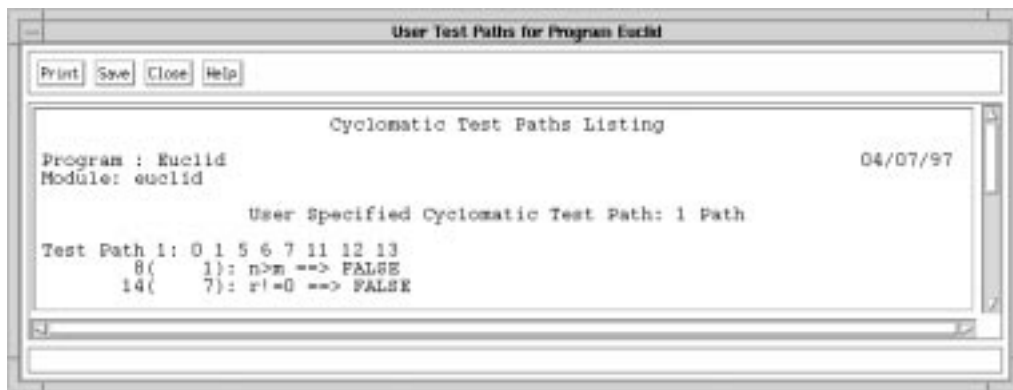 User Test Paths for Program Euclid
Print Save Close Help
Cyclomatic Test Paths Listing
Program : Euclid 04/07/97
Module: euclid
User Specified Cyclomatic Test Path: 1 Path
Test Path 1: 0 1 5 6 7 11 12 13
8( 1): n>m ==> FALSE
14( 7): r!=0 ==> FALSE